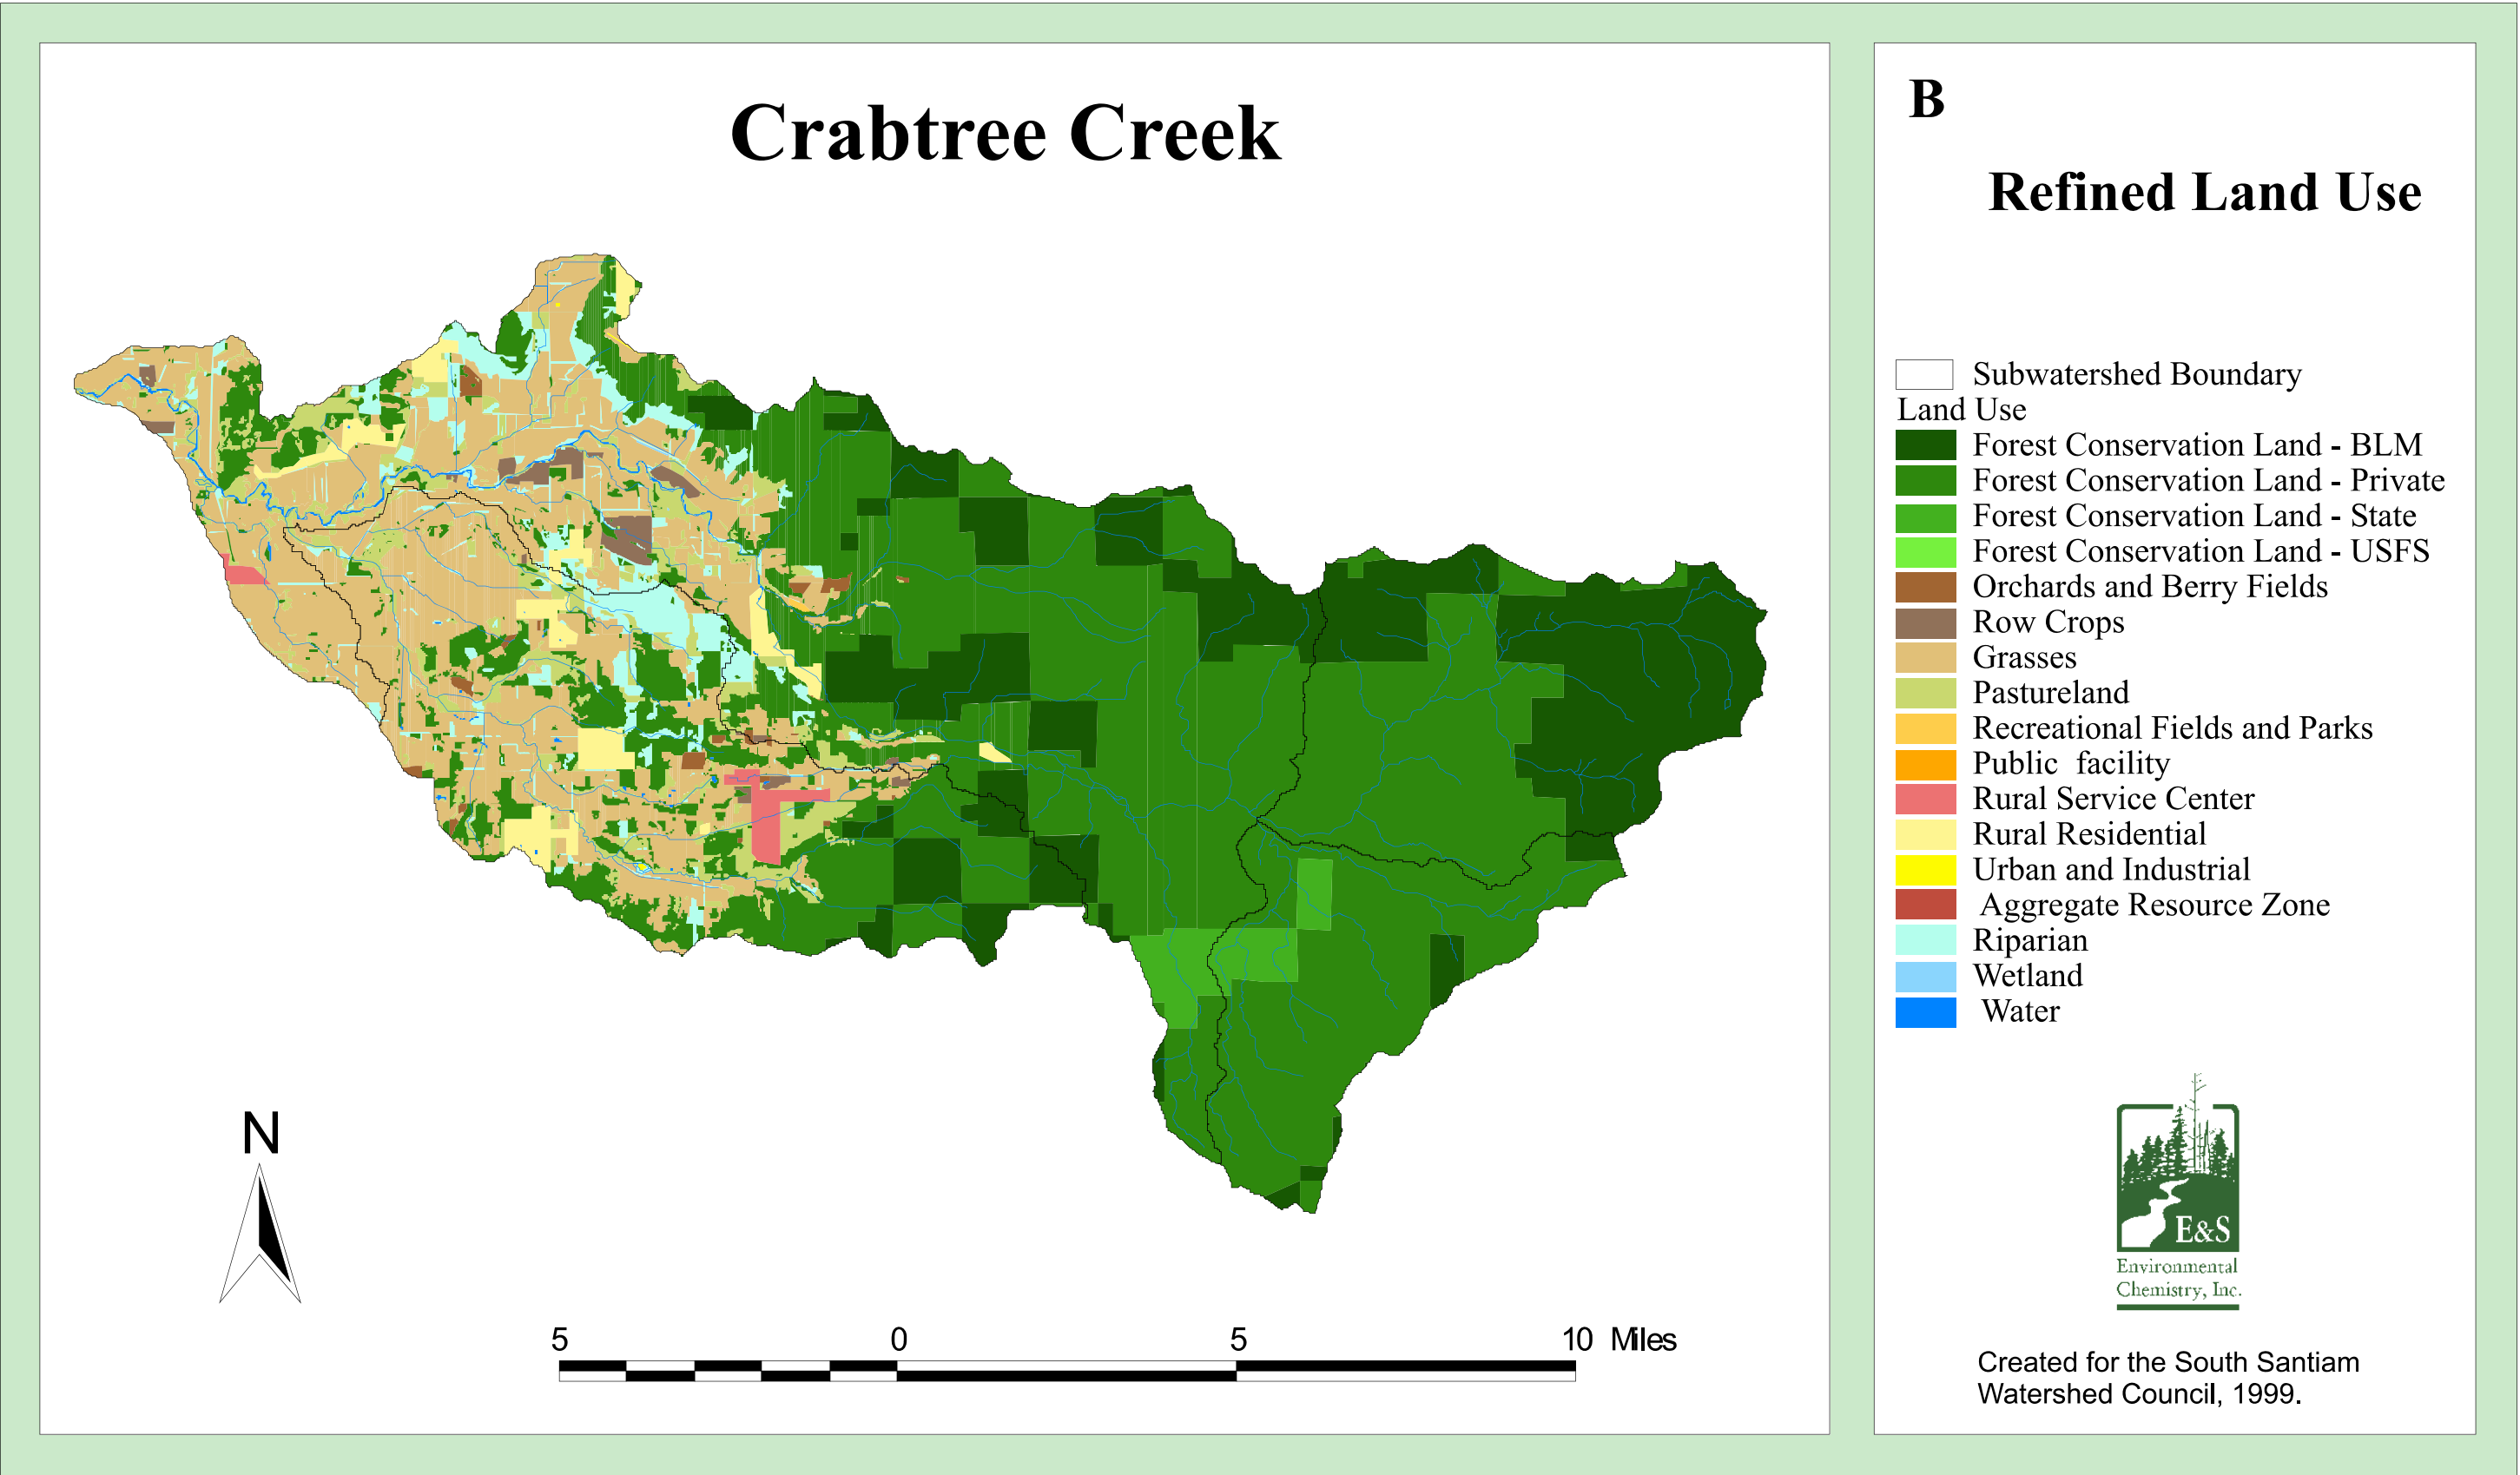 Crabtree Creek
N
5 0 5 10 Miles
B
Refined Land Use
Subwatershed Boundary
Land Use
Forest Conservation Land - BLM
Forest Conservation Land - Private
Forest Conservation Land - State
Forest Conservation Land - USFS
Orchards and Berry Fields
Row Crops
Grasses
Pastureland
Recreational Fields and Parks
Public facility
Rural Service Center
Rural Residential
Urban and Industrial
Aggregate Resource Zone
Riparian
Wetland
Water
E&S
Environmental
Chemistry, Inc.
Created for the South Santiam
Watershed Council, 1999.